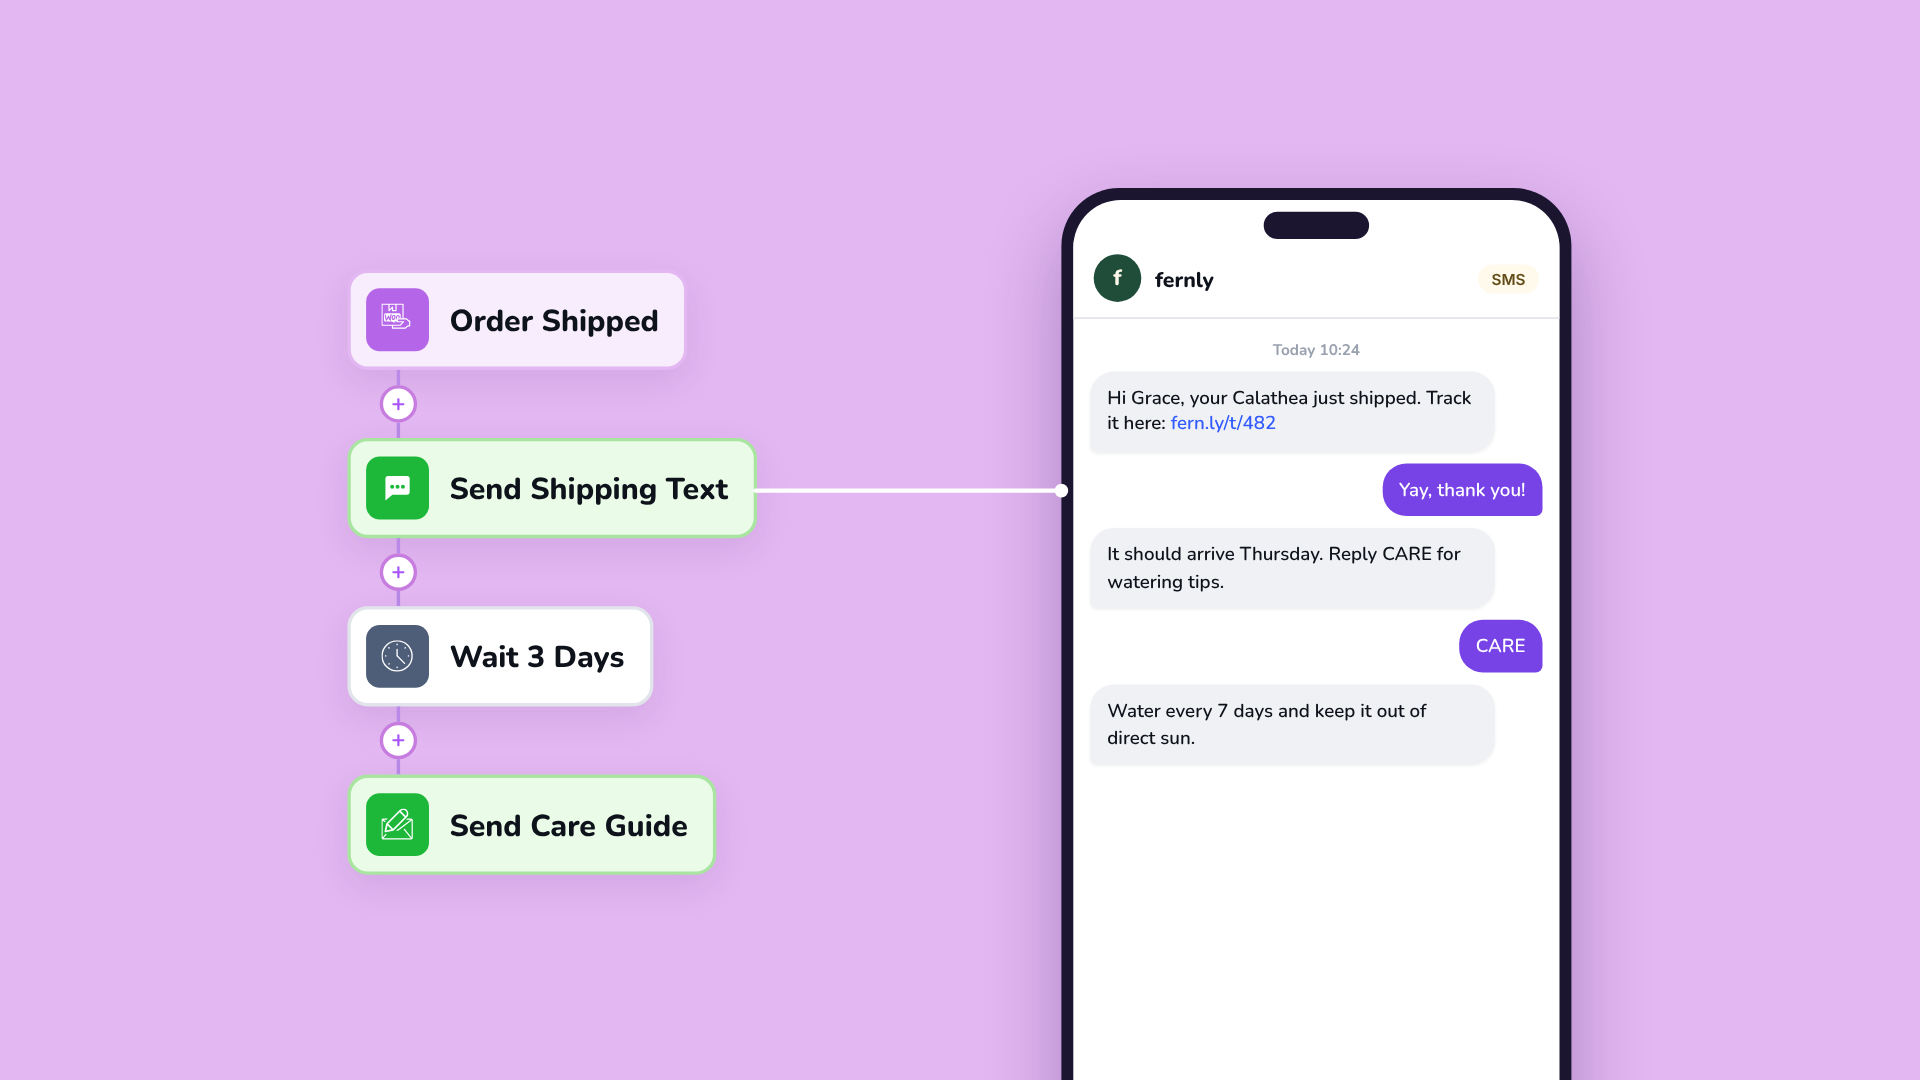 Order Shipped
Send Shipping Text
Wait 3 Days
Send Care Guide
Woo
f
fernly
SMS
Today 10:24
Hi Grace, your Calathea just shipped. Track
it here: fern.ly/t/482
Yay, thank you!
It should arrive Thursday. Reply CARE for
watering tips.
CARE
Water every 7 days and keep it out of
direct sun.